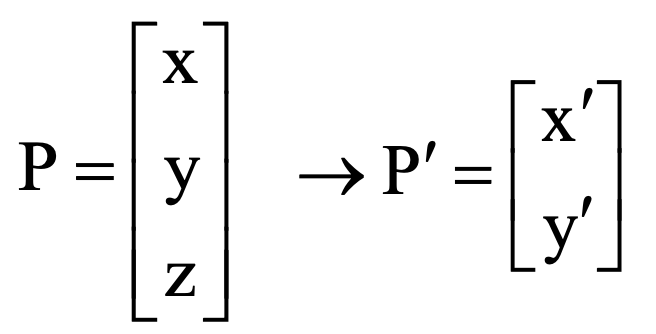 P = [x y z] → P′ = [x′ y′]